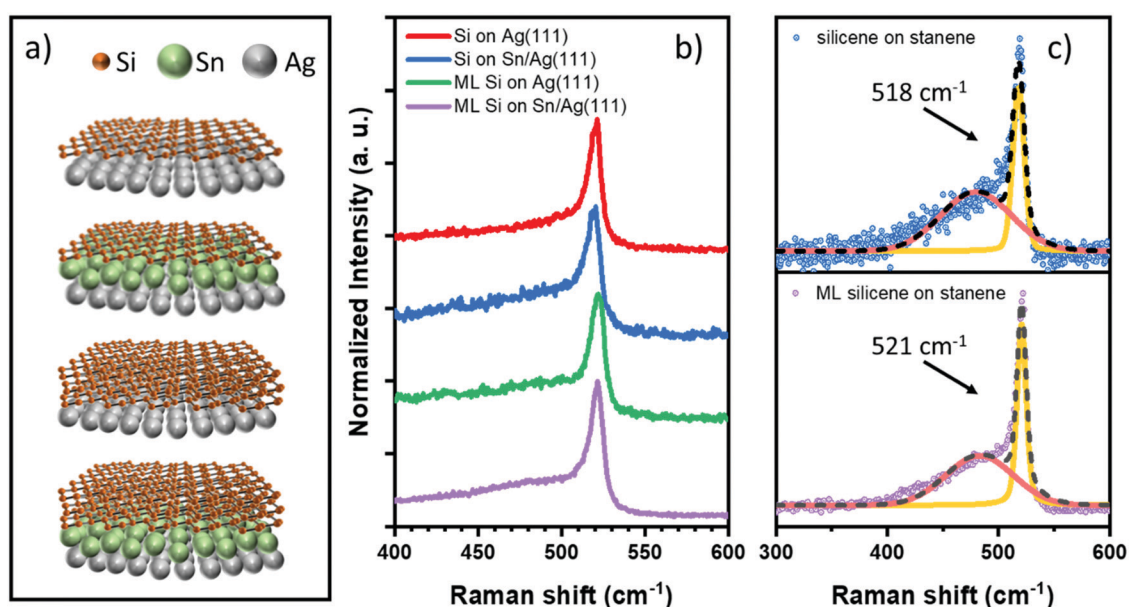 a)
Si Sn Ag
b)
Si on Ag(111)
Si on Sn/Ag(111)
ML Si on Ag(111)
ML Si on Sn/Ag(111)
Normalized Intensity (a. u.)
400 450 500 550 600
Raman shift (cm⁻¹)
c)
silicene on stanene
518 cm⁻¹
ML silicene on stanene
521 cm⁻¹
300 400 500 600
Raman shift (cm⁻¹)